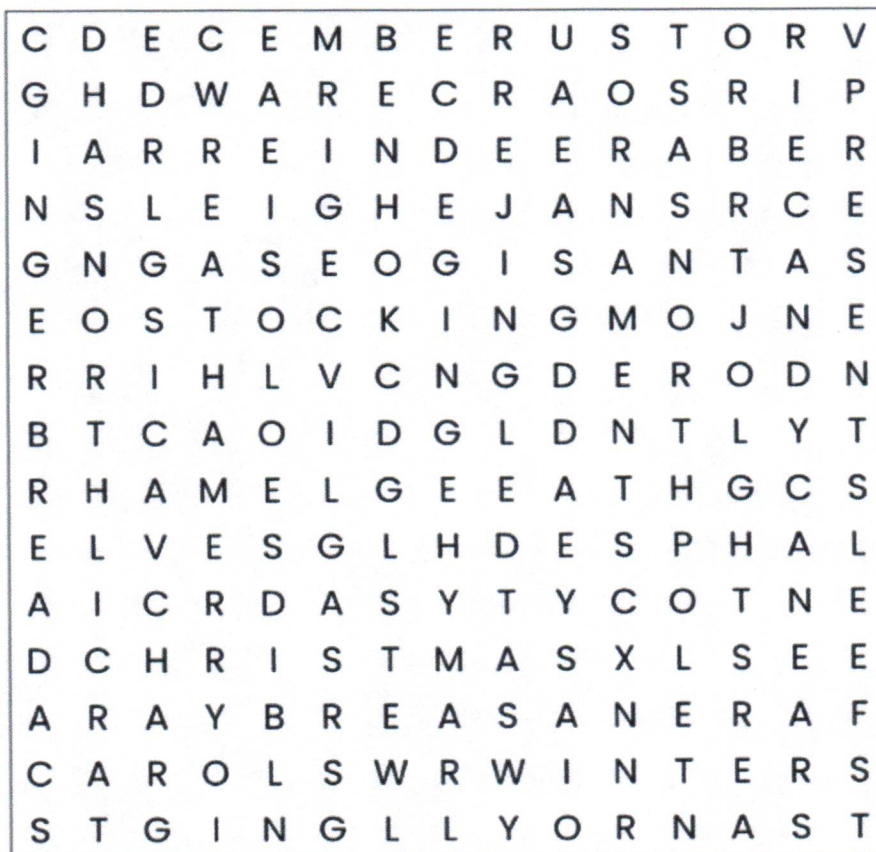 C D E C E M B E R U S T O R V
G H D W A R E C R A O S R I P
I A R R E I N D E E R A B E R
N S L E I G H E J A N S R C E
G N G A S E O G I S A N T A S
E O S T O C K I N G M O J N E
R R I H L V C N G D E R O D N
B T C A O I D G L D N T L Y T
R H A M E L G E E A T H G C S
E L V E S G L H D E S P H A L
A I C R D A S Y T Y C O T N E
D C H R I S T M A S X L S E E
A R A Y B R E A S A N E R A F
C A R O L S W R W I N T E R S
S T G I N G L L Y O R N A S T